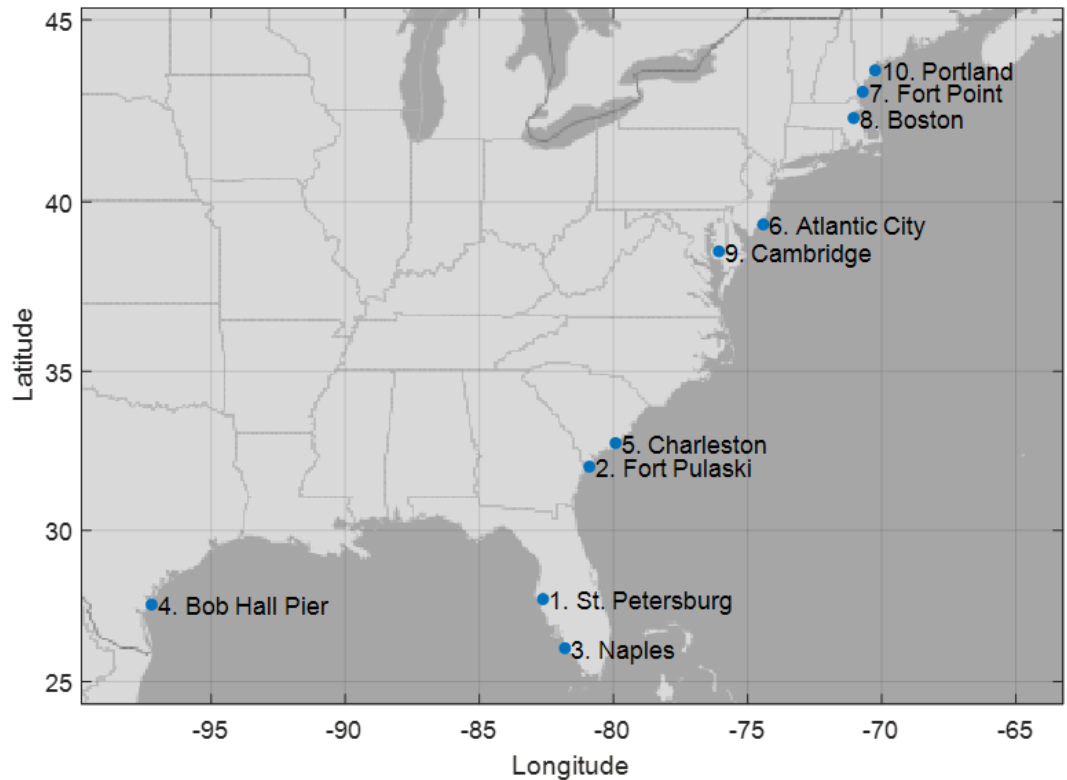 45
10. Portland
7. Fort Point
8. Boston
40
6. Atlantic City
9. Cambridge
Latitude
35
5. Charleston
2. Fort Pulaski
30
1. St. Petersburg
4. Bob Hall Pier
3. Naples
25
-95 -90 -85 -80 -75 -70 -65
Longitude